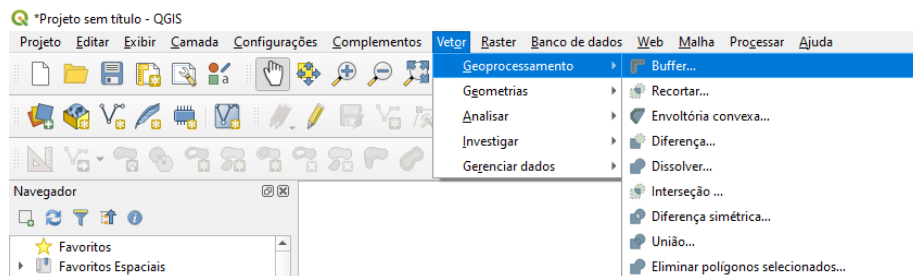 *Projeto sem título - QGIS
Projeto Editar Exibir Camada Configurações Complementos Vetor Raster Banco de dados Web Malha Processar Ajuda
Geoprocessamento
Geometrias
Analisar
Investigar
Gerenciar dados
Buffer...
Recortar...
Envoltória convexa...
Diferença...
Dissolver...
Interseção ...
Diferença simétrica...
União...
Eliminar polígonos selecionados...
Navegador
Favoritos
Favoritos Espaciais